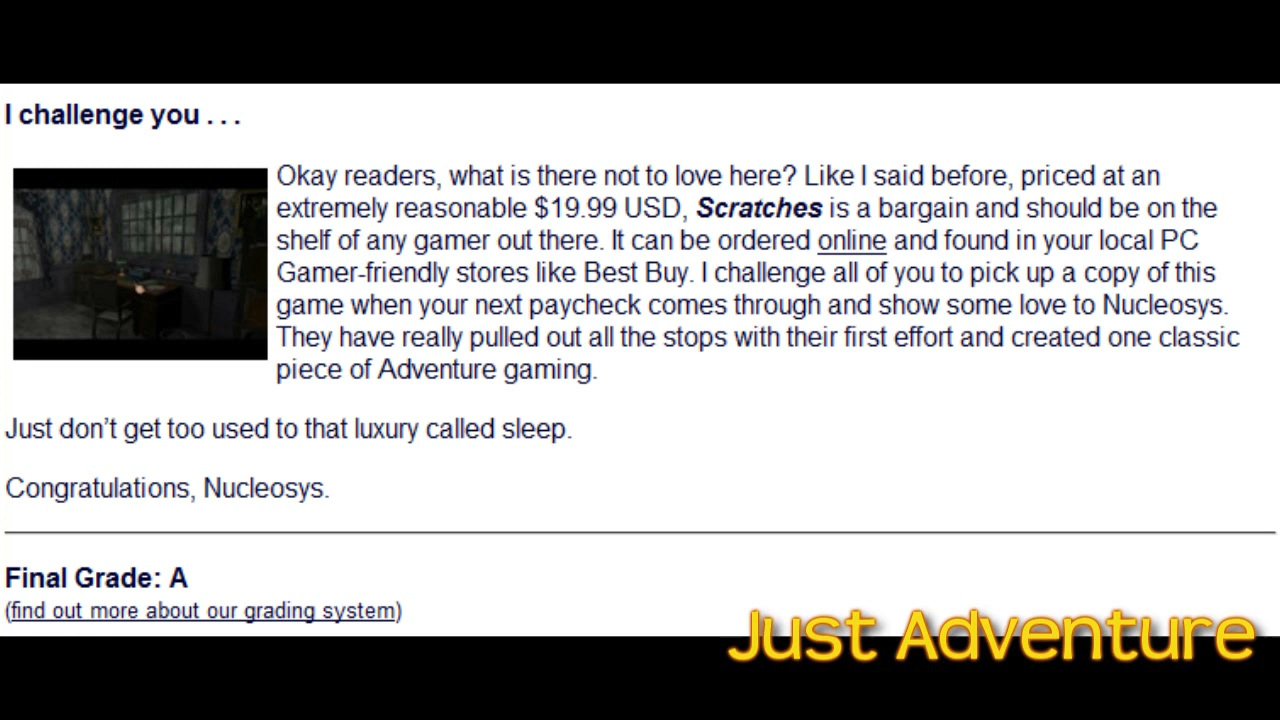 I challenge you . . .
Okay readers, what is there not to love here? Like I said before, priced at an
extremely reasonable $19.99 USD, Scratches is a bargain and should be on the
shelf of any gamer out there. It can be ordered online and found in your local PC
Gamer-friendly stores like Best Buy. I challenge all of you to pick up a copy of this
game when your next paycheck comes through and show some love to Nucleosys.
They have really pulled out all the stops with their first effort and created one classic
piece of Adventure gaming.
Just don’t get too used to that luxury called sleep.
Congratulations, Nucleosys.
Final Grade: A
(find out more about our grading system)
Just Adventure